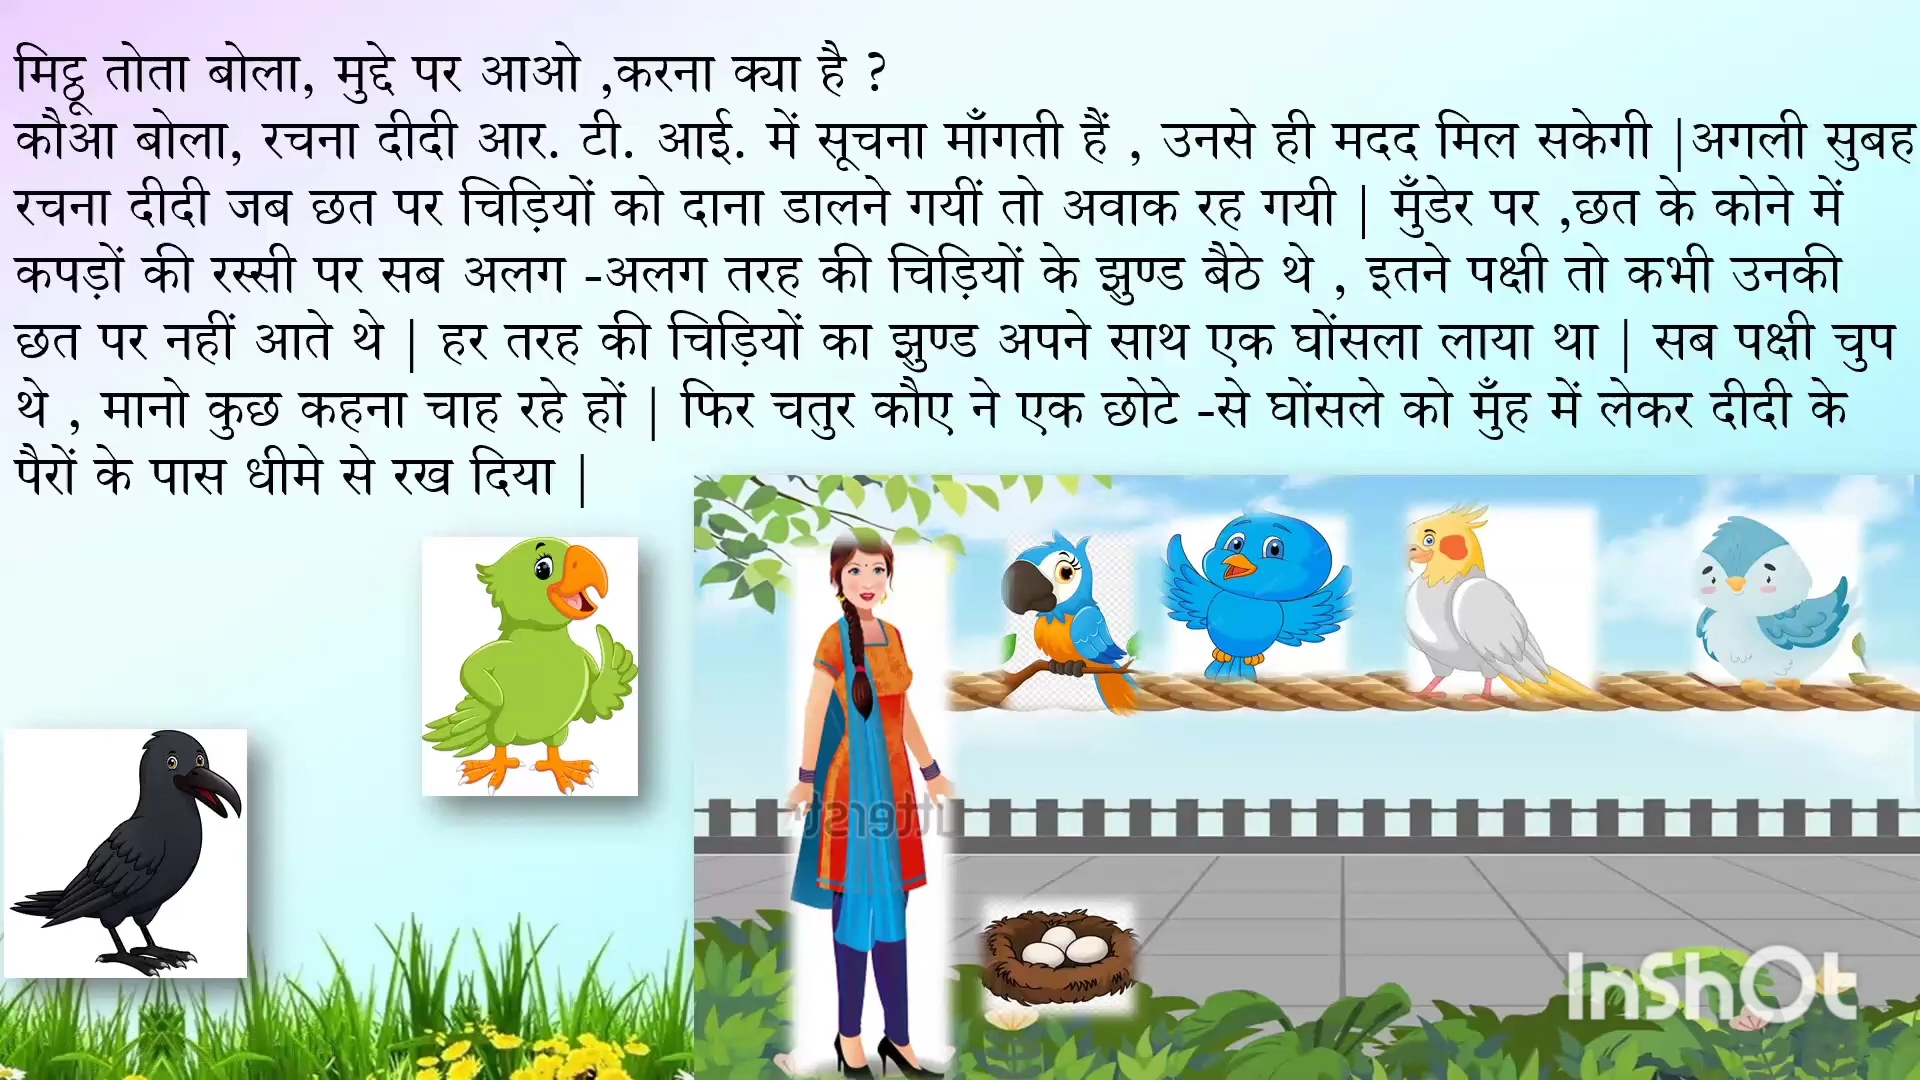 मिट्ठू तोता बोला, मुद्दे पर आओ ,करना क्या है ?
कौआ बोला, रचना दीदी आर. टी. आई. में सूचना माँगती हैं , उनसे ही मदद मिल सकेगी |अगली सुबह
रचना दीदी जब छत पर चिड़ियों को दाना डालने गयीं तो अवाक रह गयी | मुँडेर पर ,छत के कोने में
कपड़ों की रस्सी पर सब अलग -अलग तरह की चिड़ियों के झुण्ड बैठे थे , इतने पक्षी तो कभी उनकी
छत पर नहीं आते थे | हर तरह की चिड़ियों का झुण्ड अपने साथ एक घोंसला लाया था | सब पक्षी चुप
थे , मानो कुछ कहना चाह रहे हों | फिर चतुर कौए ने एक छोटे -से घोंसले को मुँह में लेकर दीदी के
पैरों के पास धीमे से रख दिया |
InShOt